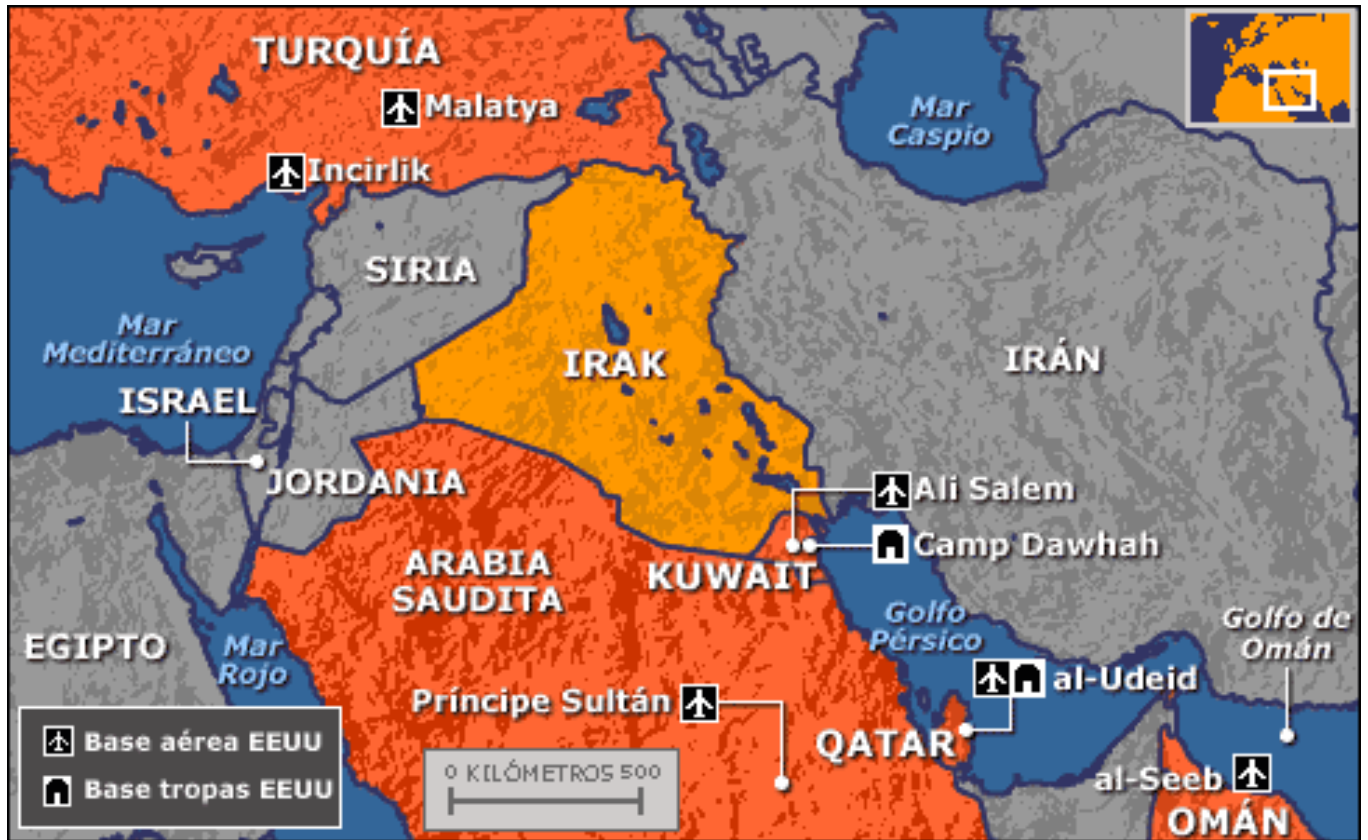 TURQUÍA
Malatya
Incirlik
Mar
Caspio
SIRIA
Mar
Mediterráneo
ISRAEL
IRAK
IRÁN
JORDANIA
Ali Salem
Camp Dawhah
ARABIA
SAUDITA
KUWAIT
Golfo
Pérsico
Golfo de
Omán
EGIPTO
Mar
Rojo
Príncipe Sultán
al-Udeid
QATAR
al-Seeb
OMÁN
Base aérea EEUU
Base tropas EEUU
0 KILÓMETROS 500